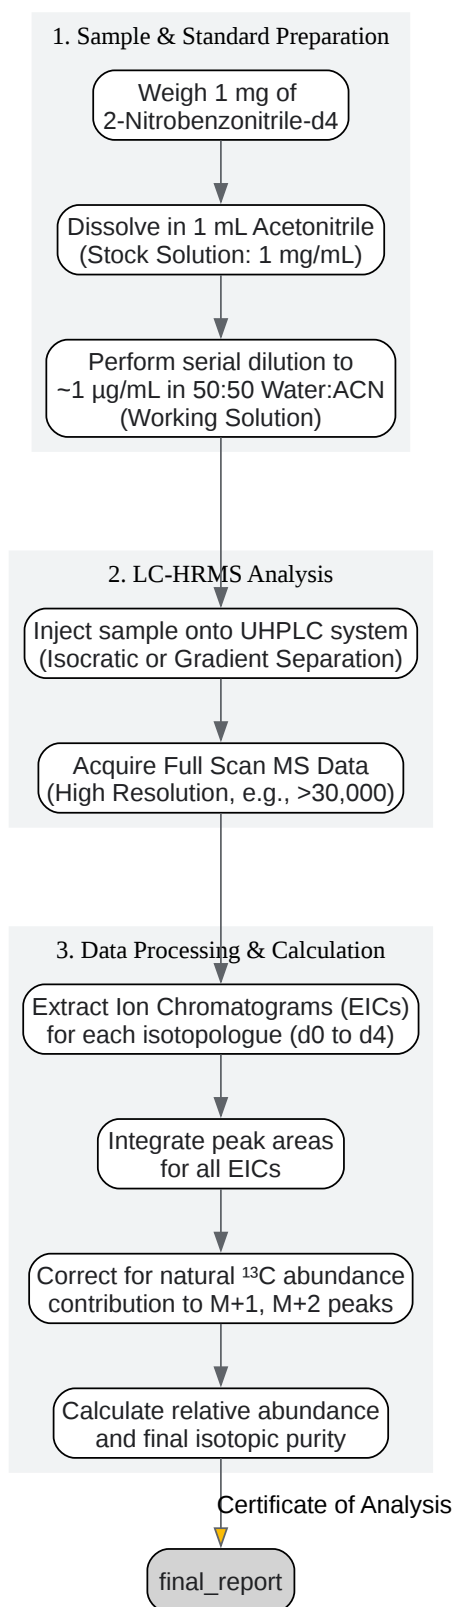 1. Sample & Standard Preparation
Weigh 1 mg of
2-Nitrobenzonitrile-d4
Dissolve in 1 mL Acetonitrile
(Stock Solution: 1 mg/mL)
Perform serial dilution to
~1 µg/mL in 50:50 Water:ACN
(Working Solution)
2. LC-HRMS Analysis
Inject sample onto UHPLC system
(Isocratic or Gradient Separation)
Acquire Full Scan MS Data
(High Resolution, e.g., >30,000)
3. Data Processing & Calculation
Extract Ion Chromatograms (EICs)
for each isotopologue (d0 to d4)
Integrate peak areas
for all EICs
Correct for natural ¹³C abundance
contribution to M+1, M+2 peaks
Calculate relative abundance
and final isotopic purity
Certificate of Analysis
final_report